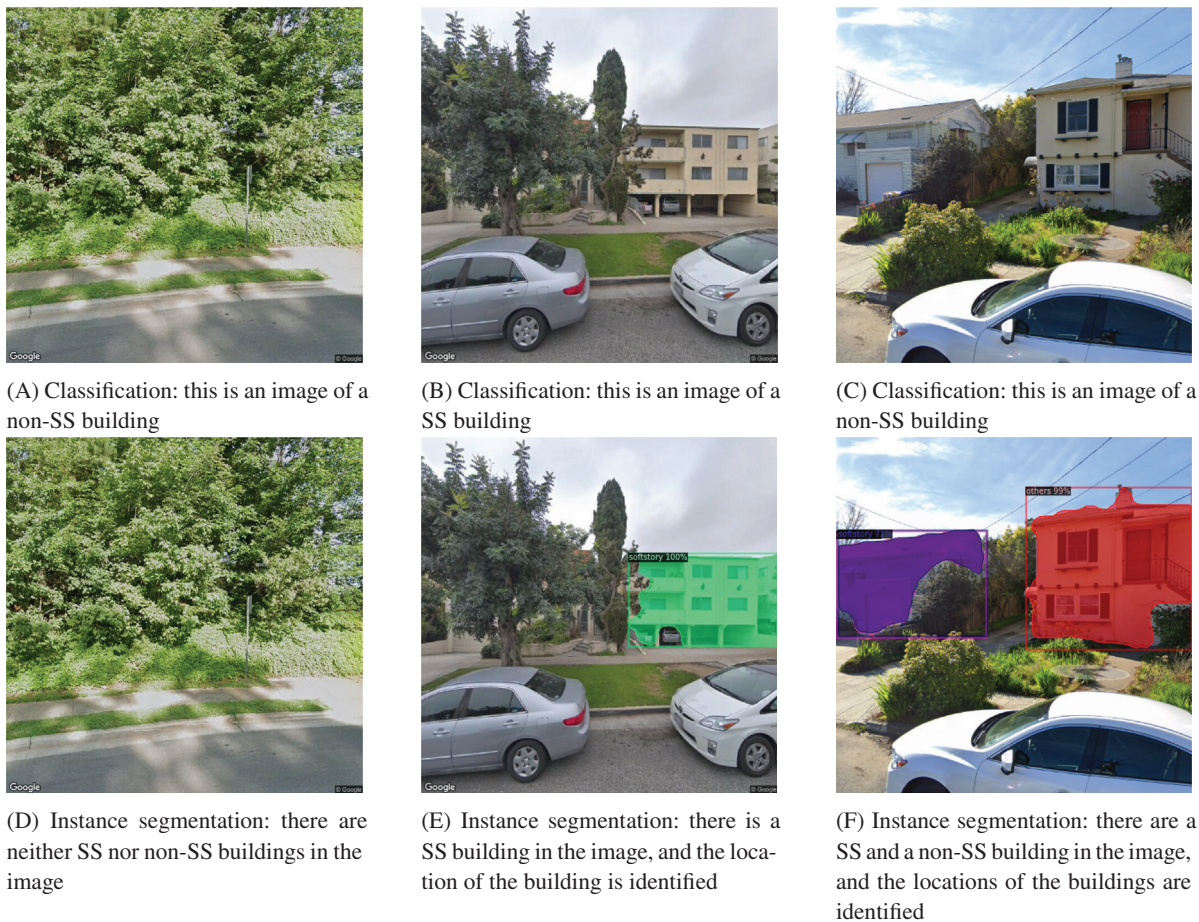 Google
© Google
Google
© Google
(A) Classification: this is an image of a
non-SS building
(B) Classification: this is an image of a
SS building
(C) Classification: this is an image of a
non-SS building
softstory 100%
softstory 71%
others 99%
Google
© Google
Google
© Google
(D) Instance segmentation: there are
neither SS nor non-SS buildings in the
image
(E) Instance segmentation: there is a
SS building in the image, and the loca-
tion of the building is identified
(F) Instance segmentation: there are a
SS and a non-SS building in the image,
and the locations of the buildings are
identified